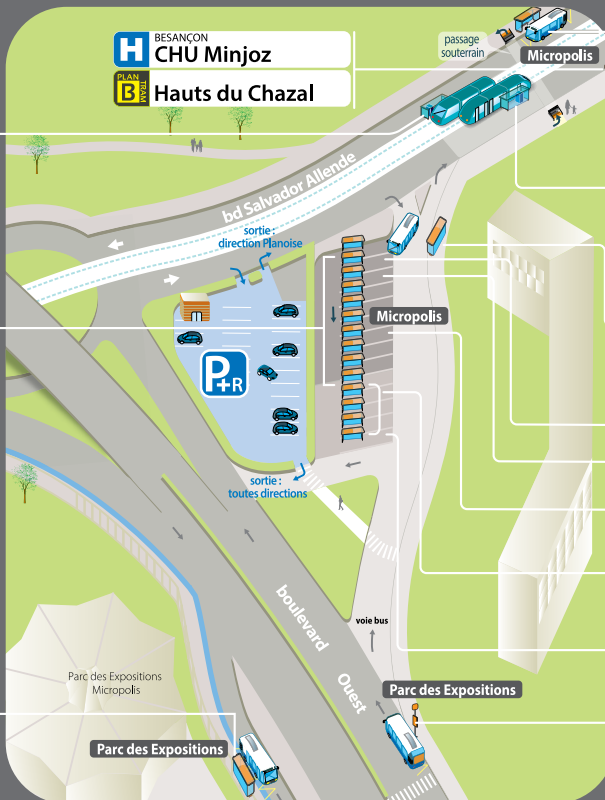 H BESANÇON
CHU Minjoz
PLAN B TRAM Hauts du Chazal
passage
souterrain
Micropolis
bd Salvador Allende
sortie :
direction Planoise
Micropolis
P+R
sortie :
toutes directions
boulevard
Ouest
voie bus
Parc des Expositions
Micropolis
Parc des Expositions
Parc des Expositions